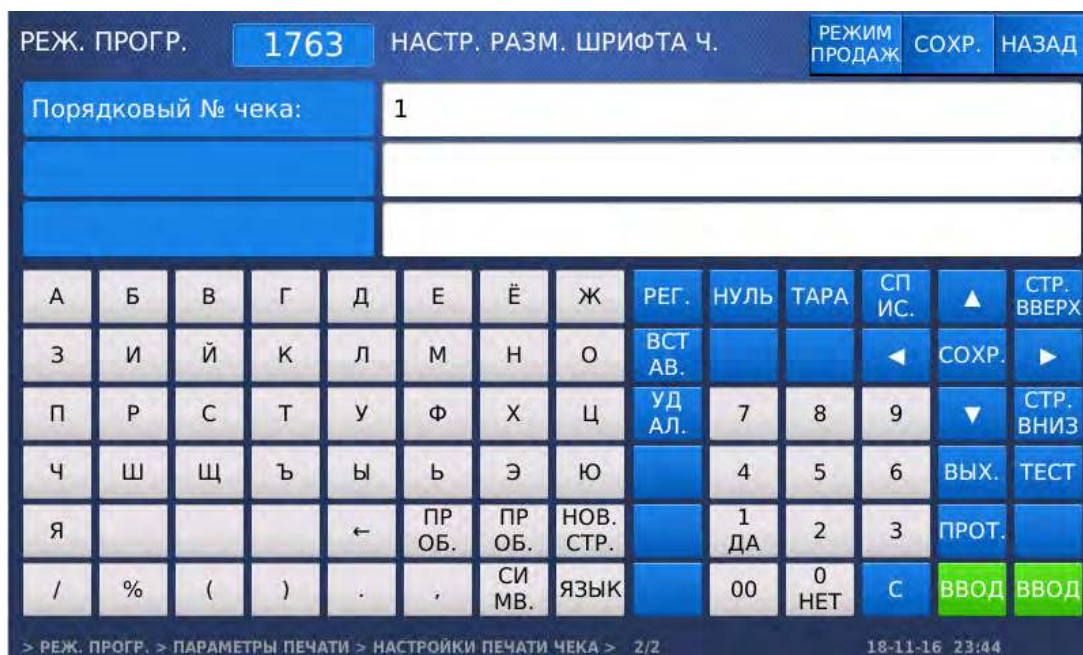 РЕЖ. ПРОГР. 1763 НАСТР. РАЗМ. ШРИФТА Ч. РЕЖИМ ПРОДАЖ СОХР. НАЗАД
Порядковый № чека: 1
А Б В Г Д Е Ё Ж РЕГ. НУЛЬ ТАРА СП ИС. ▲ СТР. ВВЕРХ
З И Й К Л М Н О ВСТ АВ. ◀ СОХР. ▶
П Р С Т У Ф Х Ц УД АЛ. 7 8 9 ▼ СТР. ВНИЗ
Ч Ш Щ Ъ Ы Ь Э Ю 4 5 6 ВЫХ. ТЕСТ
Я ← ПР ОБ. ПР ОБ. НОВ. СТР. 1 ДА 2 3 ПРОТ.
/ % ( ) . , СИ МВ. ЯЗЫК 00 0 НЕТ С ВВОД ВВОД
> РЕЖ. ПРОГР. > ПАРАМЕТРЫ ПЕЧАТИ > НАСТРОЙКИ ПЕЧАТИ ЧЕКА > 2/2 18-11-16 23:44